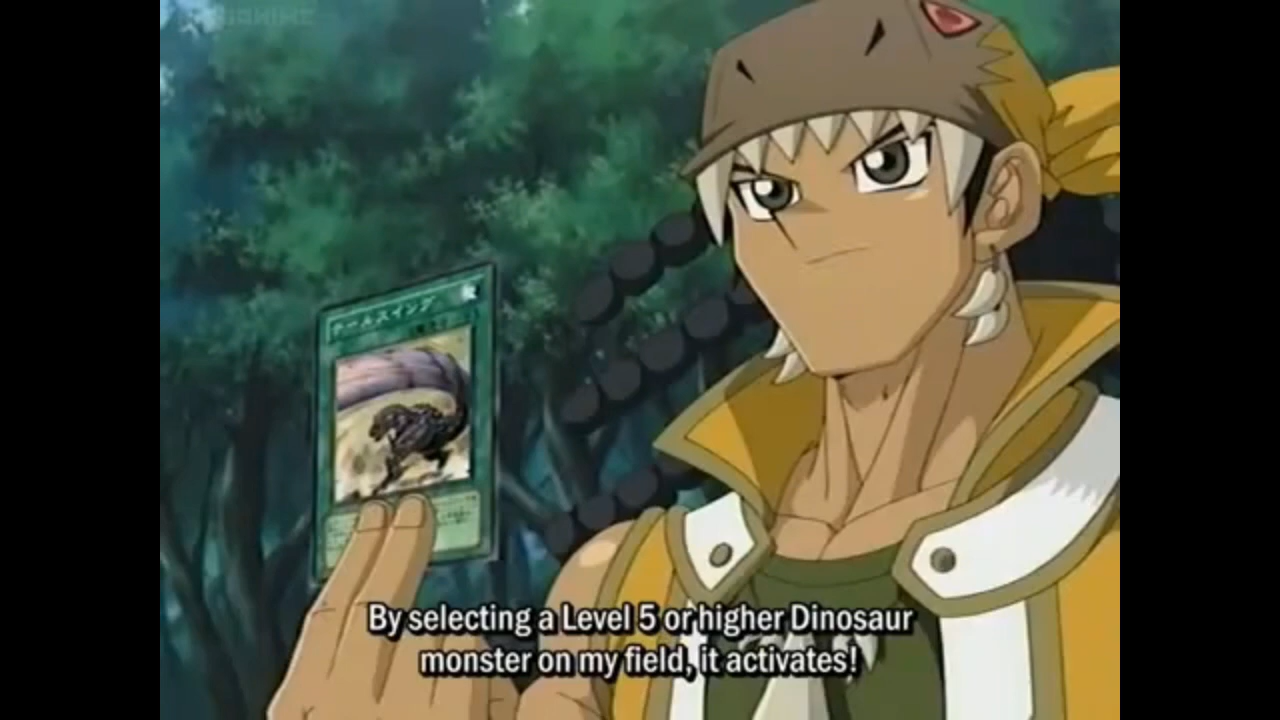 テールスイング
By selecting a Level 5 or higher Dinosaur
monster on my field, it activates!